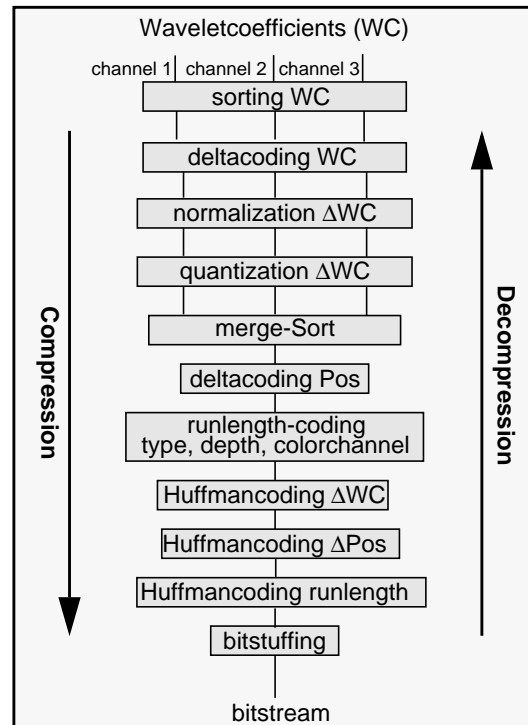 Waveletcoefficients (WC)
channel 1 channel 2 channel 3
sorting WC
deltacoding WC
normalization ΔWC
quantization ΔWC
merge-Sort
deltacoding Pos
runlength-coding
type, depth, colorchannel
Huffmancoding ΔWC
Huffmancoding ΔPos
Huffmancoding runlength
bitstuffing
bitstream
Compression
Decompression